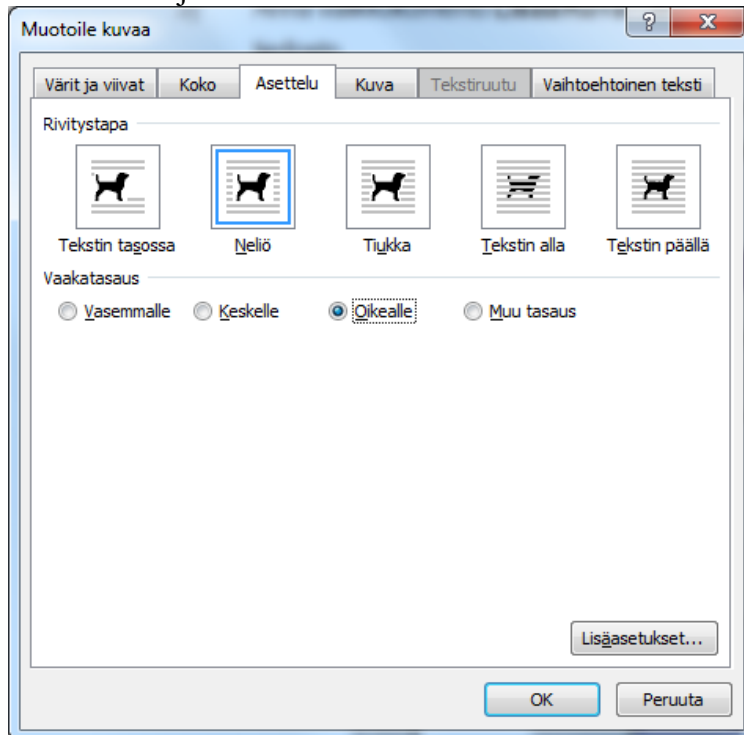 Muotoile kuvaa
Värit ja viivat Koko Asettelu Kuva Tekstiruutu Vaihtoehtoinen teksti
Rivitystapa
Tekstin tasossa Neliö Tiukka Tekstin alla Tekstin päällä
Vaakatasaus
Vasemmalle Keskelle Oikealle Muu tasaus
Lisäasetukset...
OK Peruuta